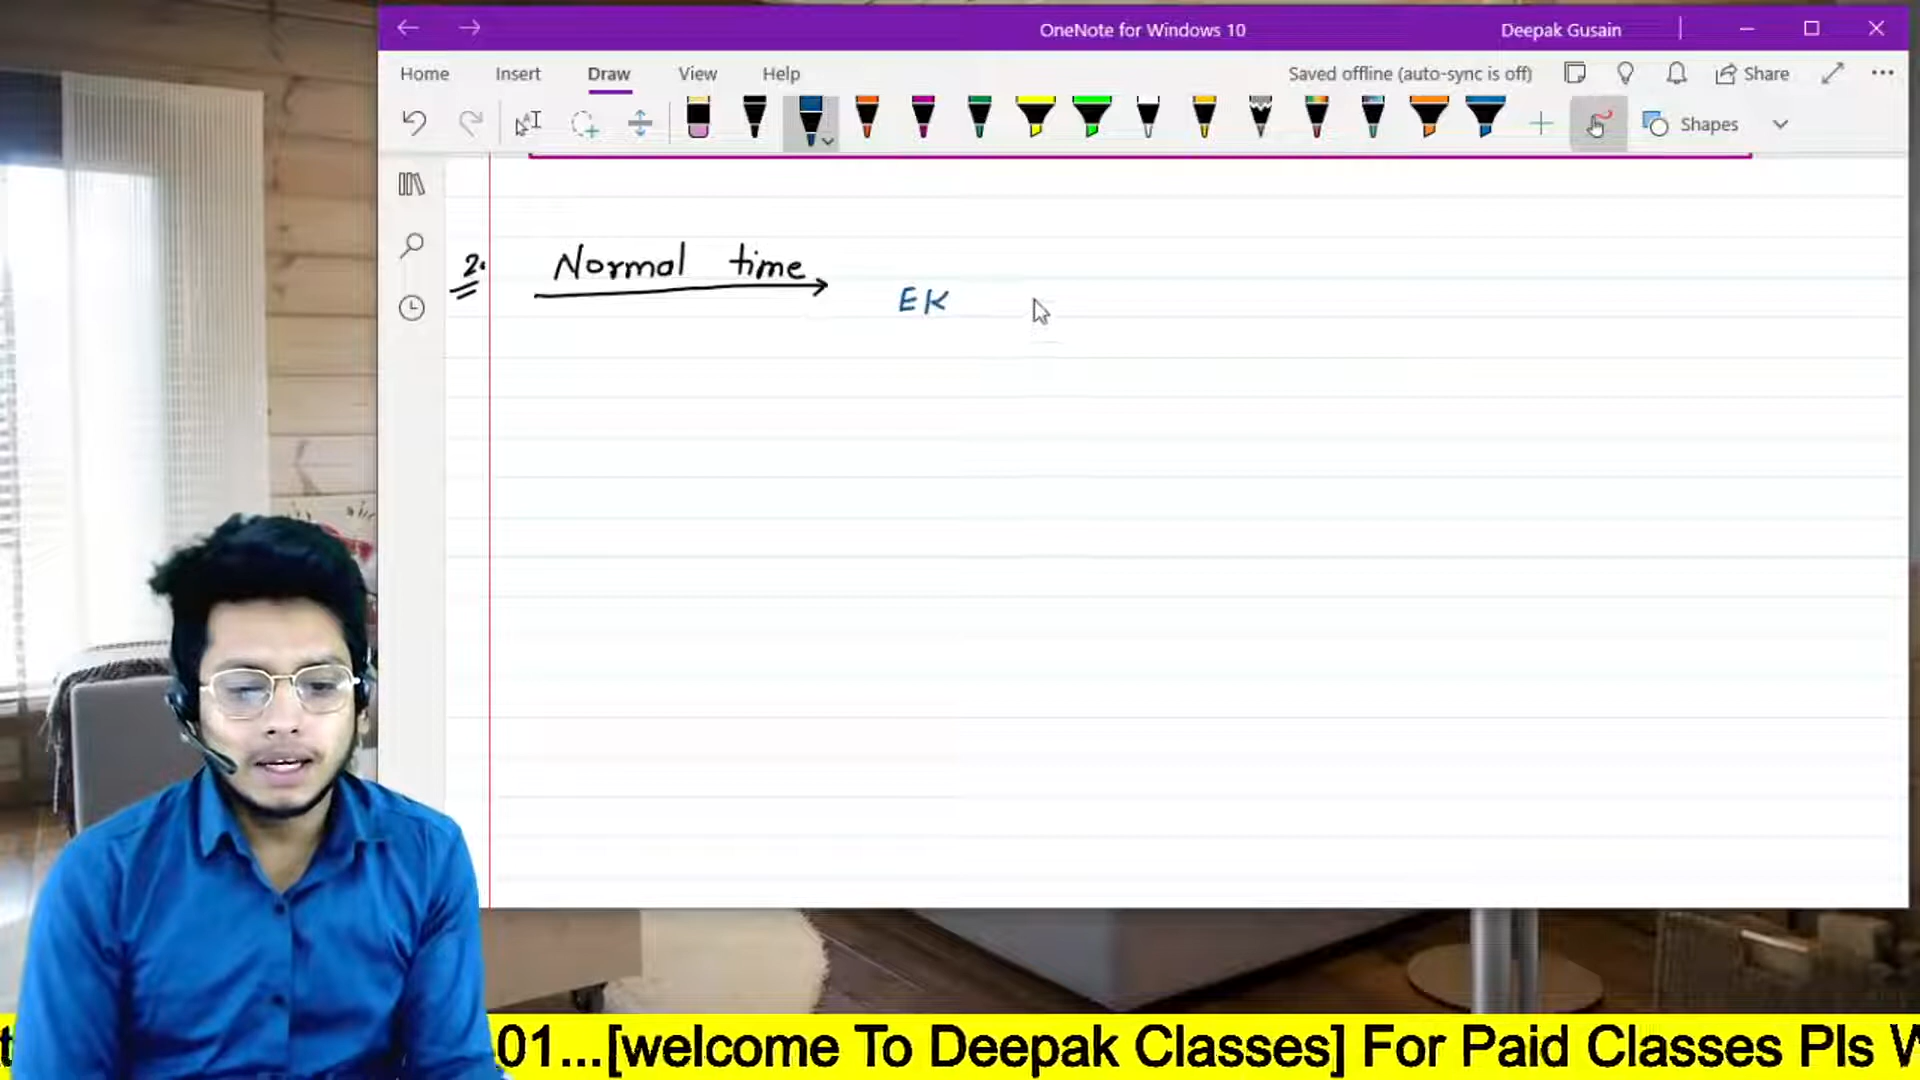 OneNote for Windows 10 Deepak Gusain
Home Insert Draw View Help Saved offline (auto-sync is off) Share
Shapes
2. Normal time
EK
01...[welcome To Deepak Classes] For Paid Classes Pls W